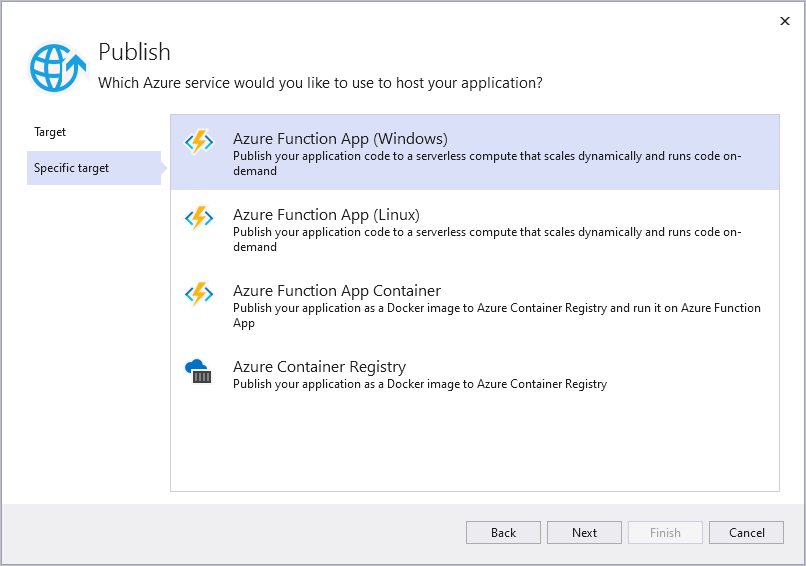 Publish
Which Azure service would you like to use to host your application?
Target
Specific target
Azure Function App (Windows)
Publish your application code to a serverless compute that scales dynamically and runs code on-
demand
Azure Function App (Linux)
Publish your application code to a serverless compute that scales dynamically and runs code on-
demand
Azure Function App Container
Publish your application as a Docker image to Azure Container Registry and run it on Azure Function
App
Azure Container Registry
Publish your application as a Docker image to Azure Container Registry
Back
Next
Finish
Cancel